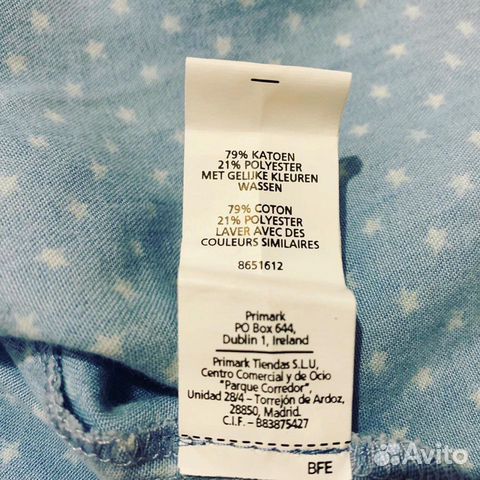 79% KATOEN
21% POLYESTER
MET GELIJKE KLEUREN
WASSEN
79% COTON
21% POLYESTER
LAVER AVEC DES
COULEURS SIMILAIRES
8651612
Primark
PO Box 644,
Dublin 1, Ireland
Primark Tiendas S.L.U,
Centro Comercial y de Ocio
"Parque Corredor",
Unidad 28/4 - Torrejón de Ardoz,
28850, Madrid.
C.I.F. - B83875427
BFE
Avito